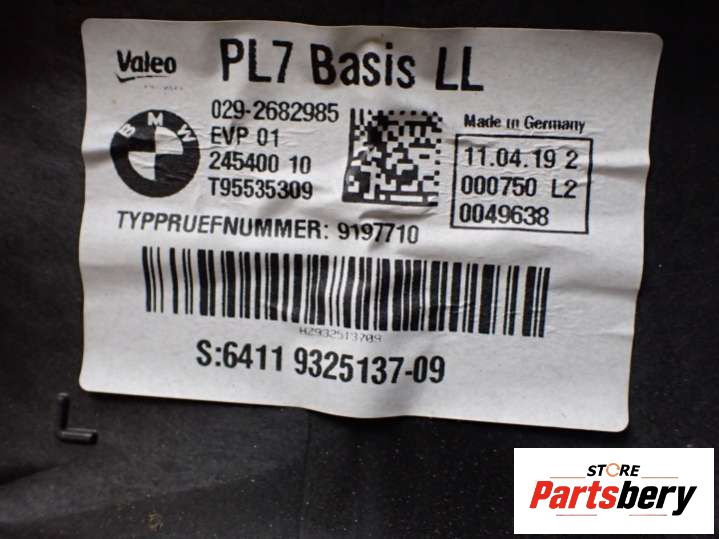 Valeo
PL7 Basis LL
BMW
029-2682985
EVP 01
245400 10
T95535309
Made in Germany
11.04.19 2
000750 L2
0049638
TYPPRUEFNUMMER: 9197710
HZ932513709
S:6411 9325137-09
STORE
Partsbery